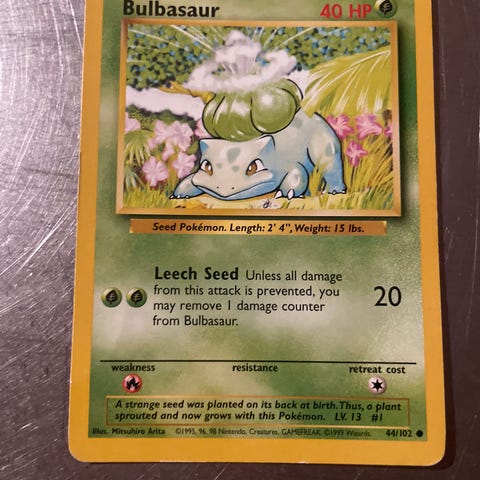 Bulbasaur 40 HP
Seed Pokémon. Length: 2' 4", Weight: 15 lbs.
Leech Seed Unless all damage
from this attack is prevented, you
may remove 1 damage counter
from Bulbasaur.
20
weakness resistance retreat cost
A strange seed was planted on its back at birth. Thus, a plant
sprouted and now grows with this Pokémon. LV. 13 #1
Illus. Mitsuhiro Arita ©1995, 96, 98 Nintendo, Creatures, GAMEFREAK. ©1999 Wizards. 44/102